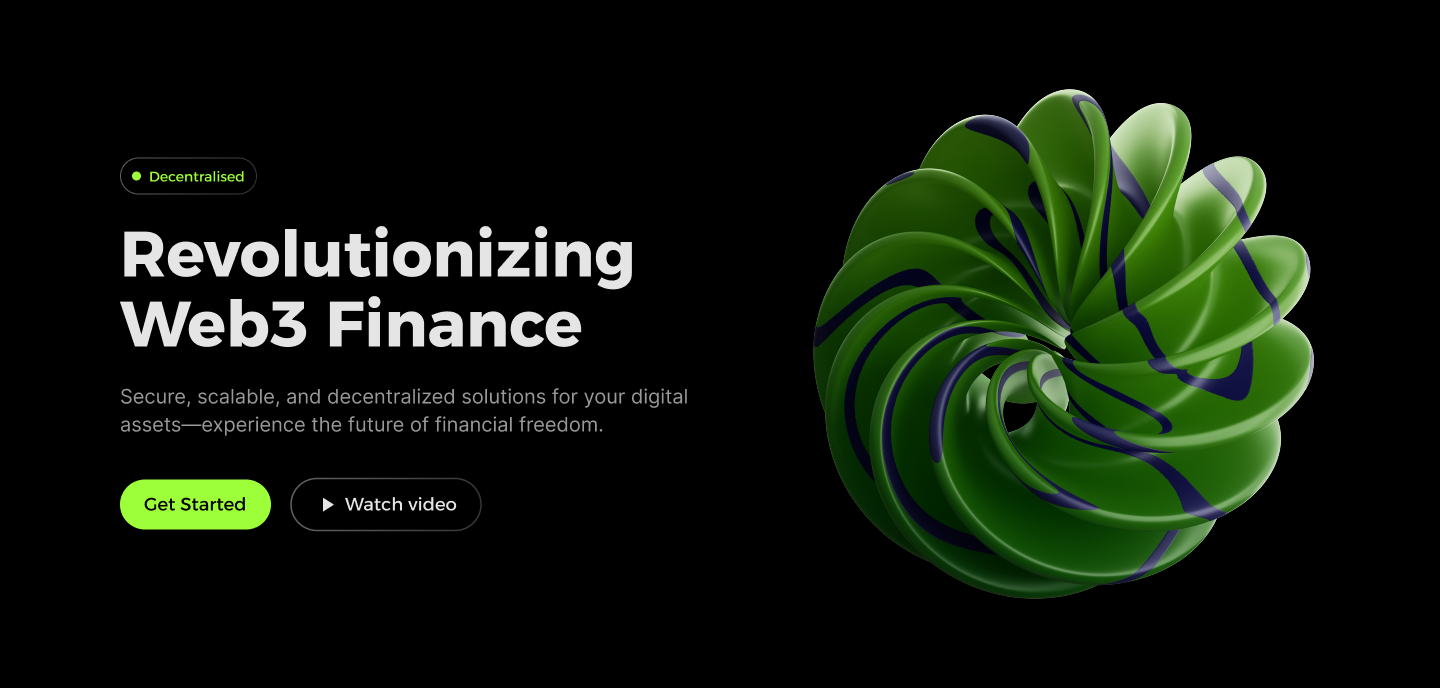 Decentralised
Revolutionizing
Web3 Finance
Secure, scalable, and decentralized solutions for your digital
assets—experience the future of financial freedom.
Get Started
Watch video